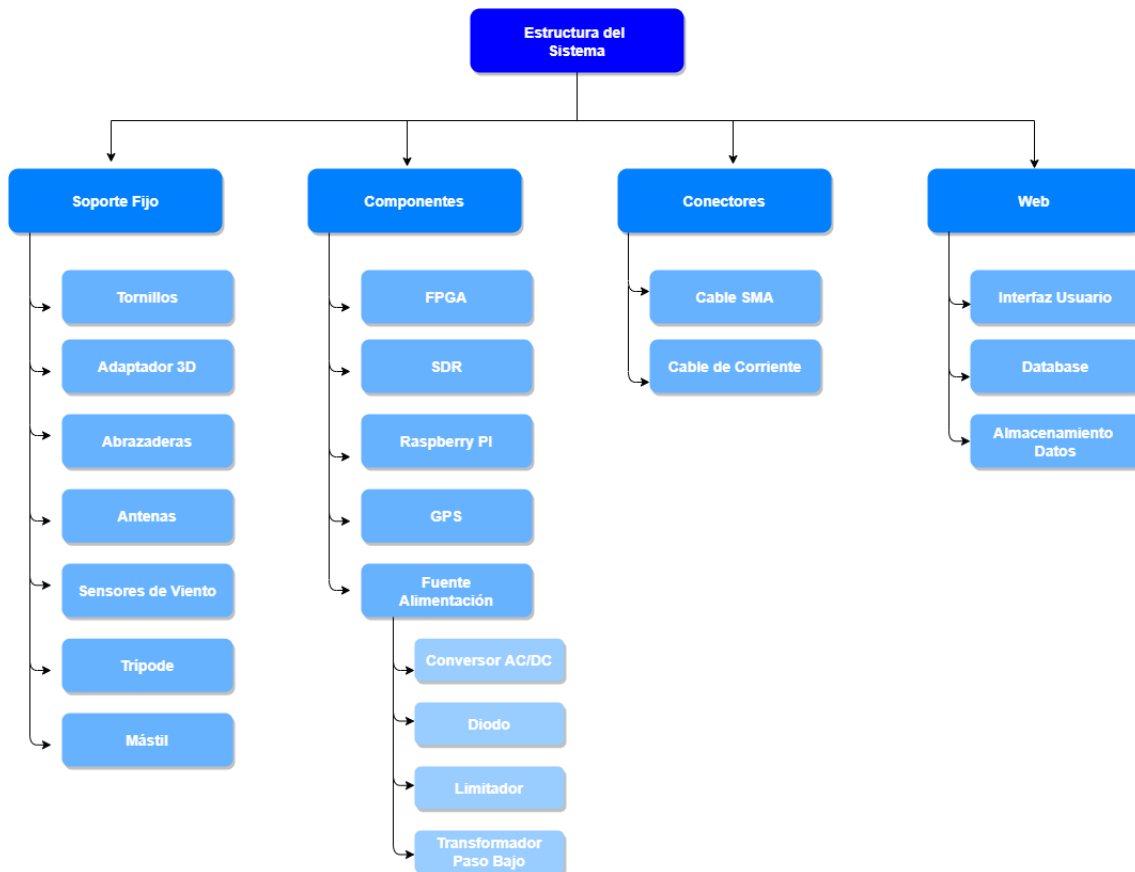 Estructura del
Sistema
Soporte Fijo
Componentes
Conectores
Web
Tornillos
Adaptador 3D
Abrazaderas
Antenas
Sensores de Viento
Trípode
Mástil
FPGA
SDR
Raspberry PI
GPS
Fuente
Alimentación
Conversor AC/DC
Diodo
Limitador
Transformador
Paso Bajo
Cable SMA
Cable de Corriente
Interfaz Usuario
Database
Almacenamiento
Datos